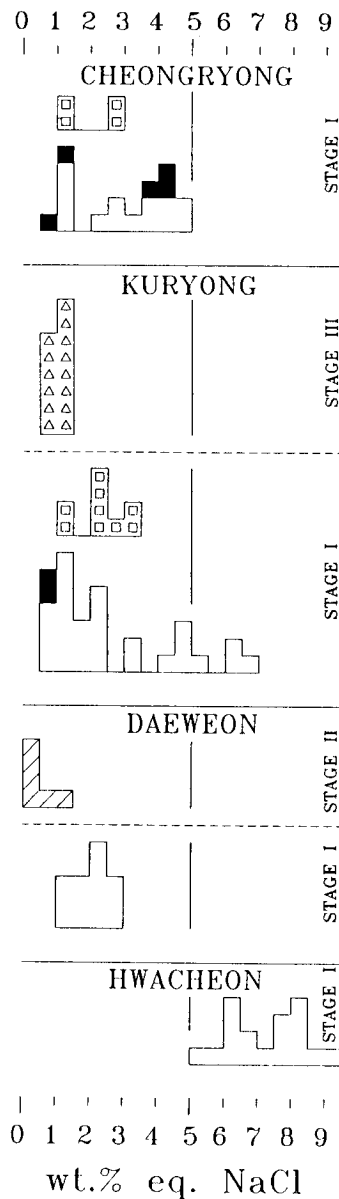 0 1 2 3 4 5 6 7 8 9
CHEONGRYONG
STAGE I
KURYONG
STAGE III
STAGE I
DAEWEON
STAGE II
STAGE I
HWACHEON
STAGE I
0 1 2 3 4 5 6 7 8 9
wt.% eq. NaCl